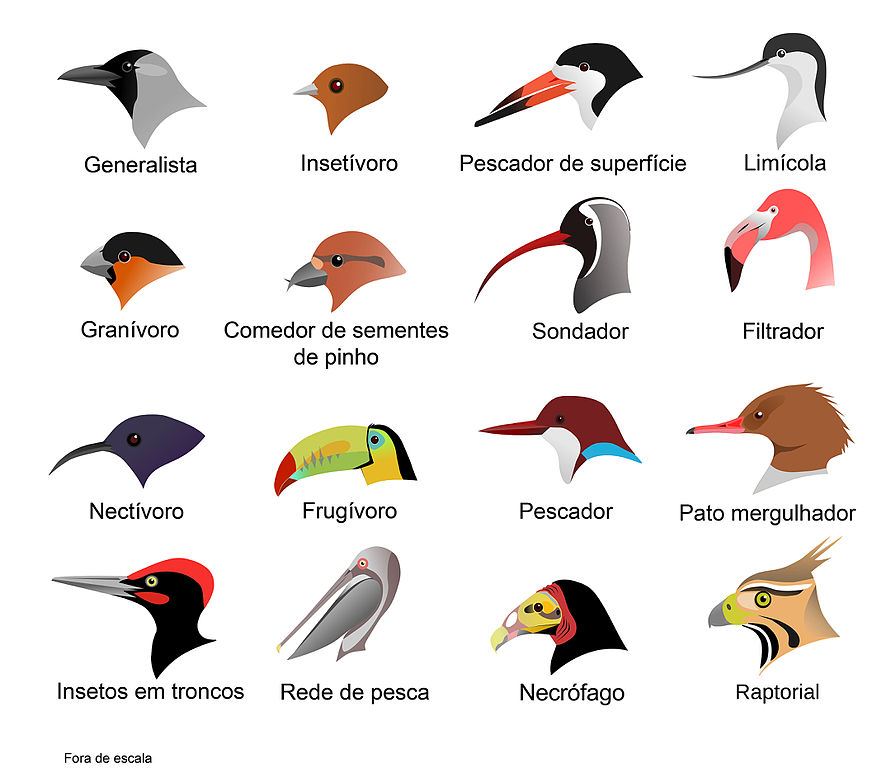 Generalista
Insetívoro
Pescador de superfície
Limícola
Granívoro
Comedor de sementes
de pinho
Sondador
Filtrador
Nectívoro
Frugívoro
Pescador
Pato mergulhador
Insetos em troncos
Rede de pesca
Necrófago
Raptorial
Fora de escala